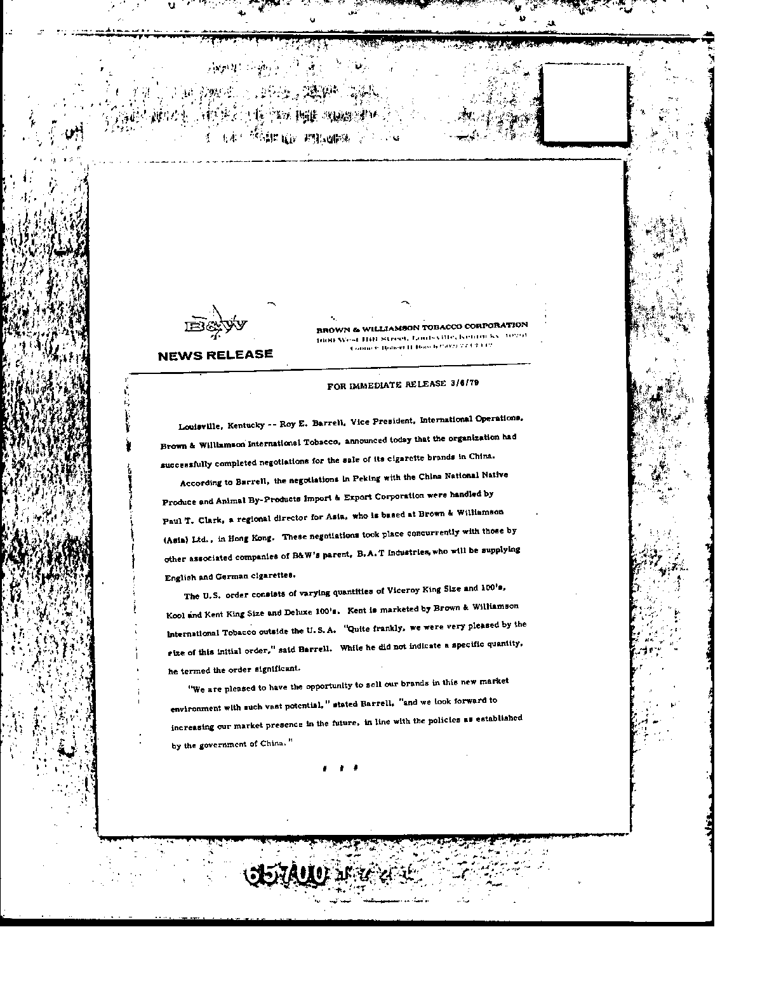 B&W
BROWN & WILLIAMSON TOBACCO CORPORATION
1600 West Hill Street, Louisville, Kentucky
NEWS RELEASE
FOR IMMEDIATE RELEASE 3/6/79
Louisville, Kentucky -- Roy E. Barrell, Vice President, International Operations,
Brown & Williamson International Tobacco, announced today that the organization had
successfully completed negotiations for the sale of its cigarette brands in China.
According to Barrell, the negotiations in Peking with the China National Native
Produce and Animal By-Products Import & Export Corporation were handled by
Paul T. Clark, a regional director for Asia, who is based at Brown & Williamson
(Asia) Ltd., in Hong Kong. These negotiations took place concurrently with those by
other associated companies of B&W's parent, B.A.T Industries, who will be supplying
English and German cigarettes.
The U.S. order consists of varying quantities of Viceroy King Size and 100's,
Kool and Kent King Size and Deluxe 100's. Kent is marketed by Brown & Williamson
International Tobacco outside the U.S.A. "Quite frankly, we were very pleased by the
size of this initial order," said Barrell. While he did not indicate a specific quantity,
he termed the order significant.
"We are pleased to have the opportunity to sell our brands in this new market
environment with such vast potential," stated Barrell, "and we look forward to
increasing our market presence in the future, in line with the policies as established
by the government of China."
# # #
65700